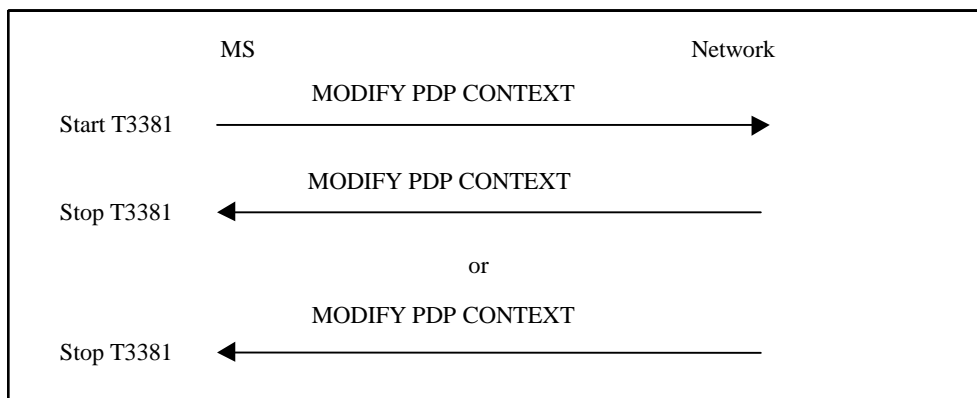 MS Network
MODIFY PDP CONTEXT
Start T3381
MODIFY PDP CONTEXT
Stop T3381
or
MODIFY PDP CONTEXT
Stop T3381